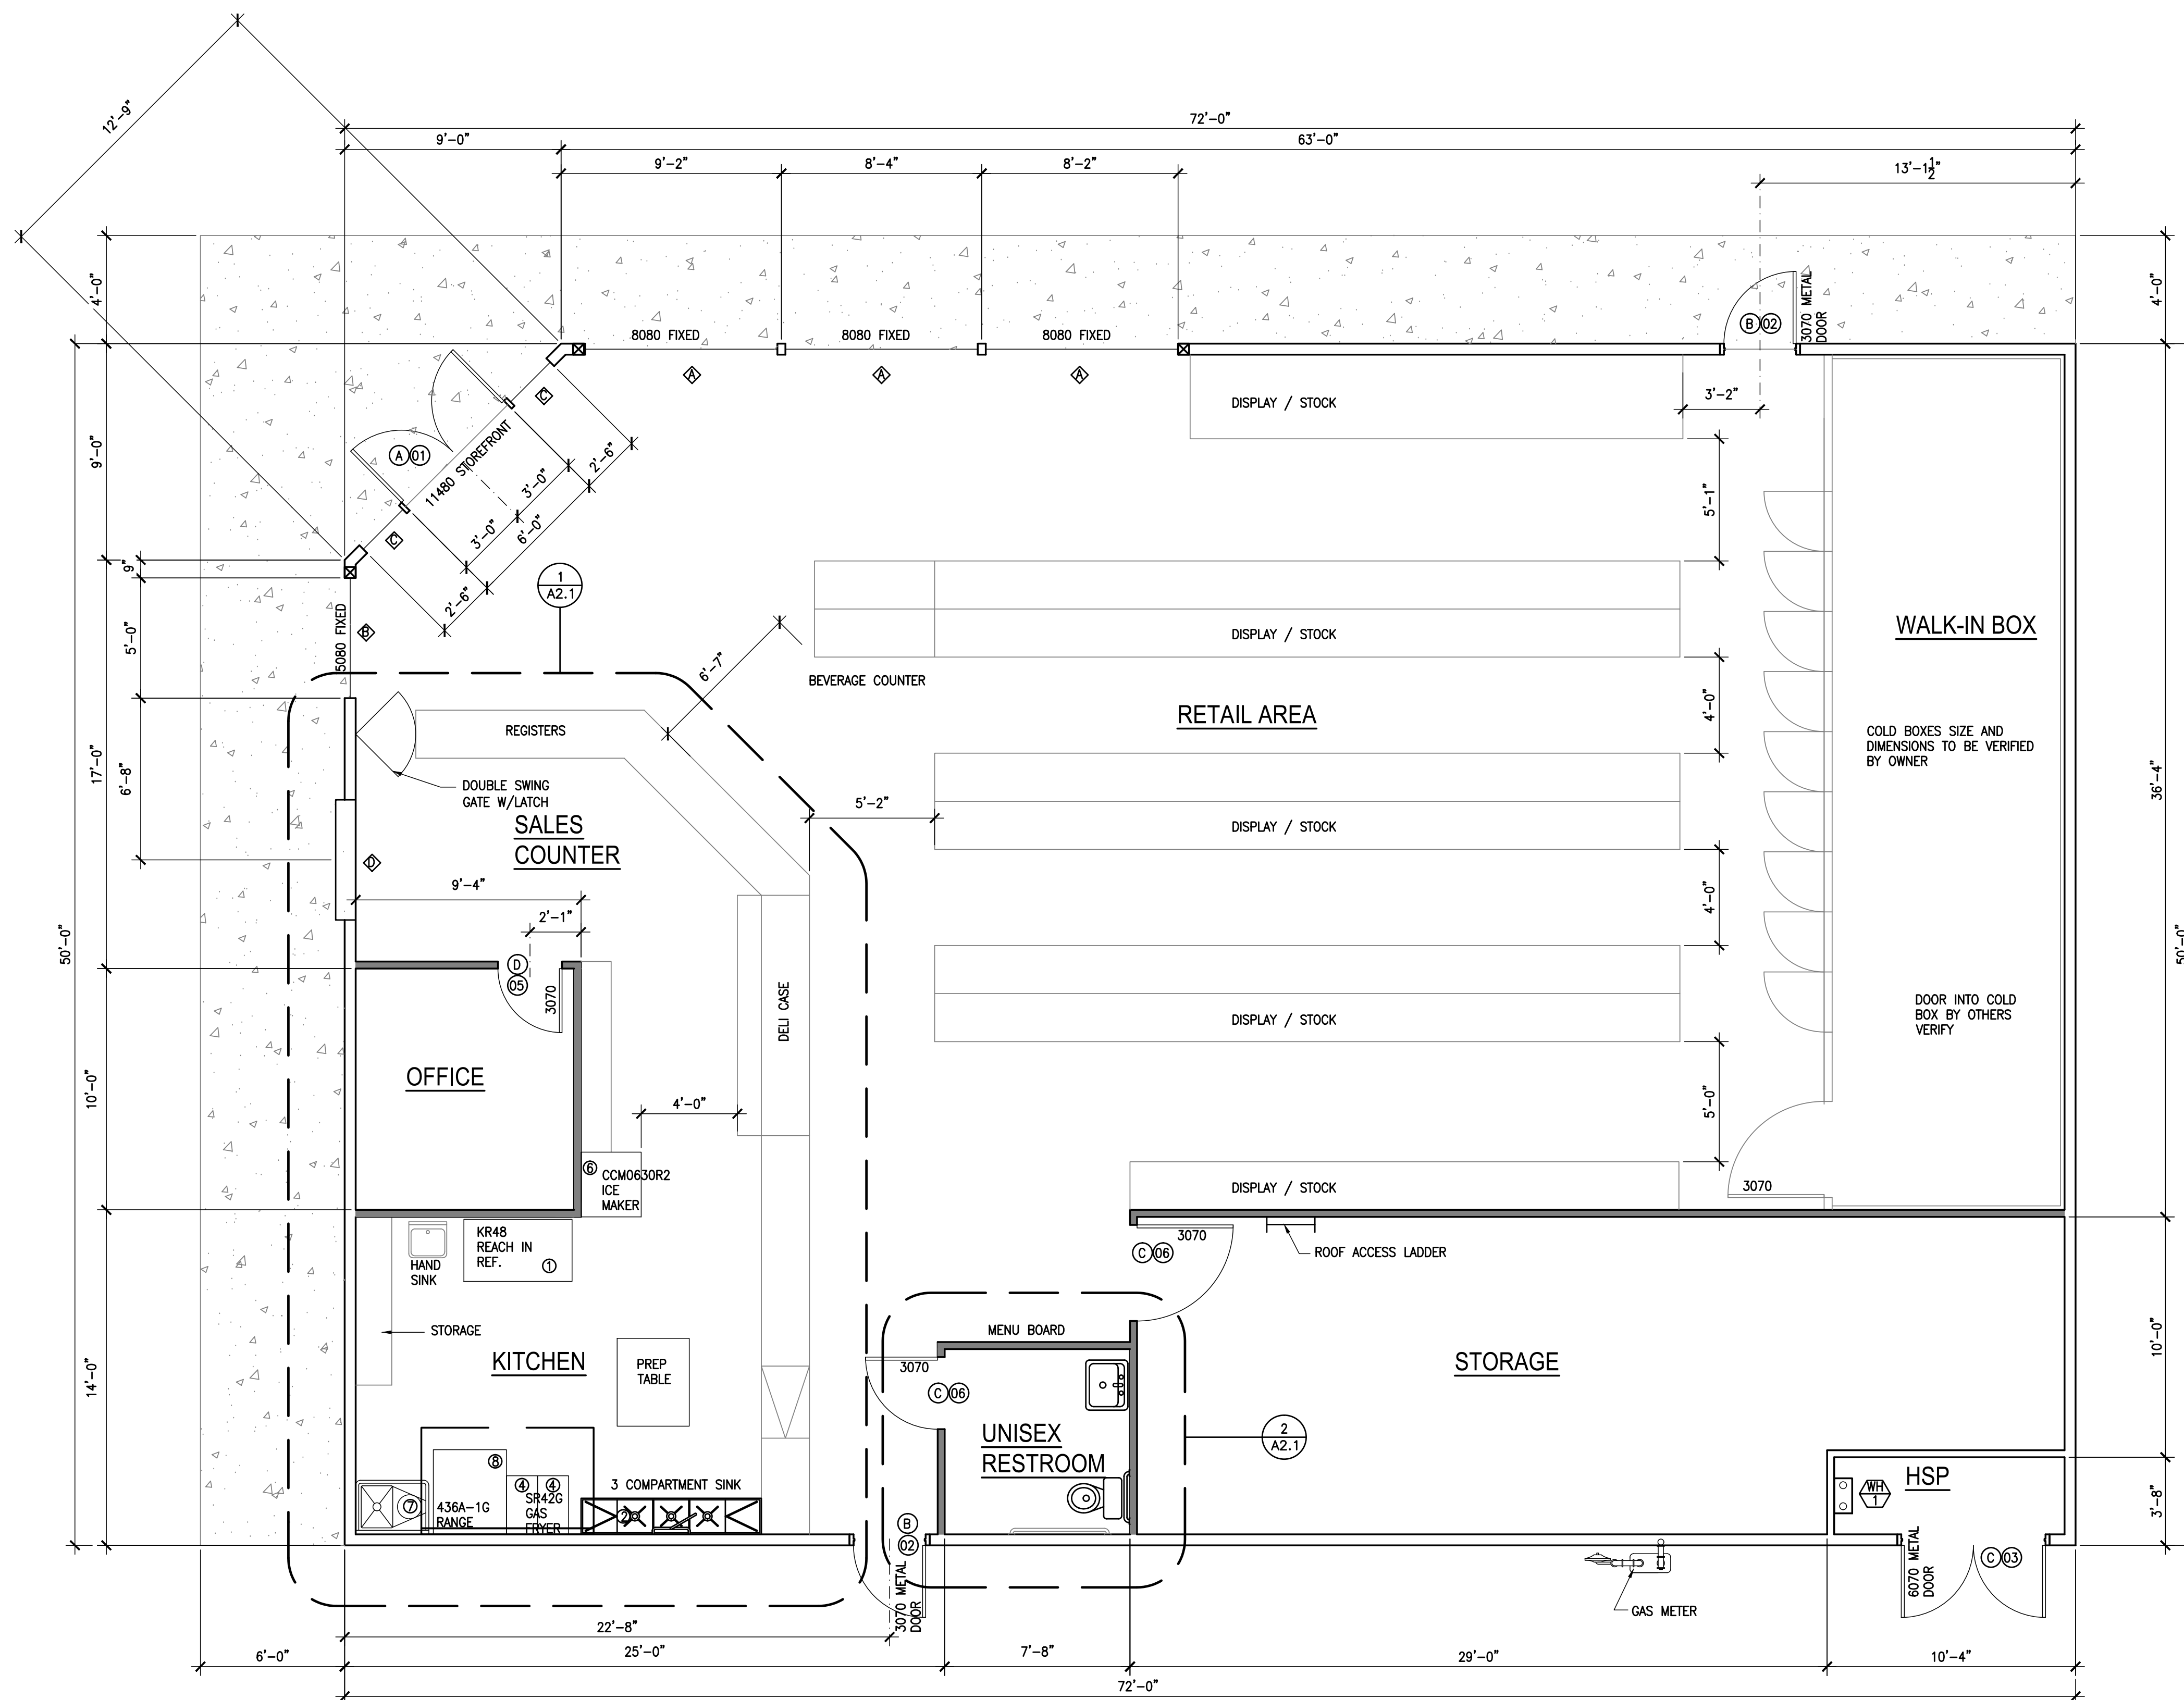 12'-9"
72'-0"
9'-0"
63'-0"
9'-2"
8'-4"
8'-2"
13'-1 1/2"
4'-0"
4'-0"
8080 FIXED
8080 FIXED
8080 FIXED
B 02
3070 METAL
DOOR
A
A
A
C
DISPLAY / STOCK
3'-2"
9'-0"
A 01
11480 STOREFRONT
2'-6"
3'-0"
6'-0"
3'-0"
2'-6"
C
5'-1"
9"
1
A2.1
5080 FIXED
B
5'-0"
DISPLAY / STOCK
WALK-IN BOX
6'-7"
BEVERAGE COUNTER
RETAIL AREA
4'-0"
REGISTERS
COLD BOXES SIZE AND
DIMENSIONS TO BE VERIFIED
BY OWNER
17'-0"
6'-8"
DOUBLE SWING
GATE W/LATCH
36'-4"
5'-2"
SALES
COUNTER
DISPLAY / STOCK
D
9'-4"
4'-0"
2'-1"
50'-0"
50'-0"
D
05
3070
DELI CASE
DISPLAY / STOCK
DOOR INTO COLD
BOX BY OTHERS
VERIFY
OFFICE
10'-0"
4'-0"
5'-0"
6
CCM0630R2
ICE
MAKER
DISPLAY / STOCK
3070
KR48
REACH IN
REF.
1
HAND
SINK
3070
C 06
ROOF ACCESS LADDER
STORAGE
MENU BOARD
KITCHEN
PREP
TABLE
3070
C 06
STORAGE
10'-0"
14'-0"
UNISEX
RESTROOM
2
A2.1
8
3 COMPARTMENT SINK
HSP
WH
1
7
436A-1G
RANGE
4
4
SR42G
GAS
FRYER
2
3'-8"
B
02
3070 METAL
DOOR
6070 METAL
DOOR
C 03
GAS METER
22'-8"
6'-0"
25'-0"
7'-8"
29'-0"
10'-4"
72'-0"